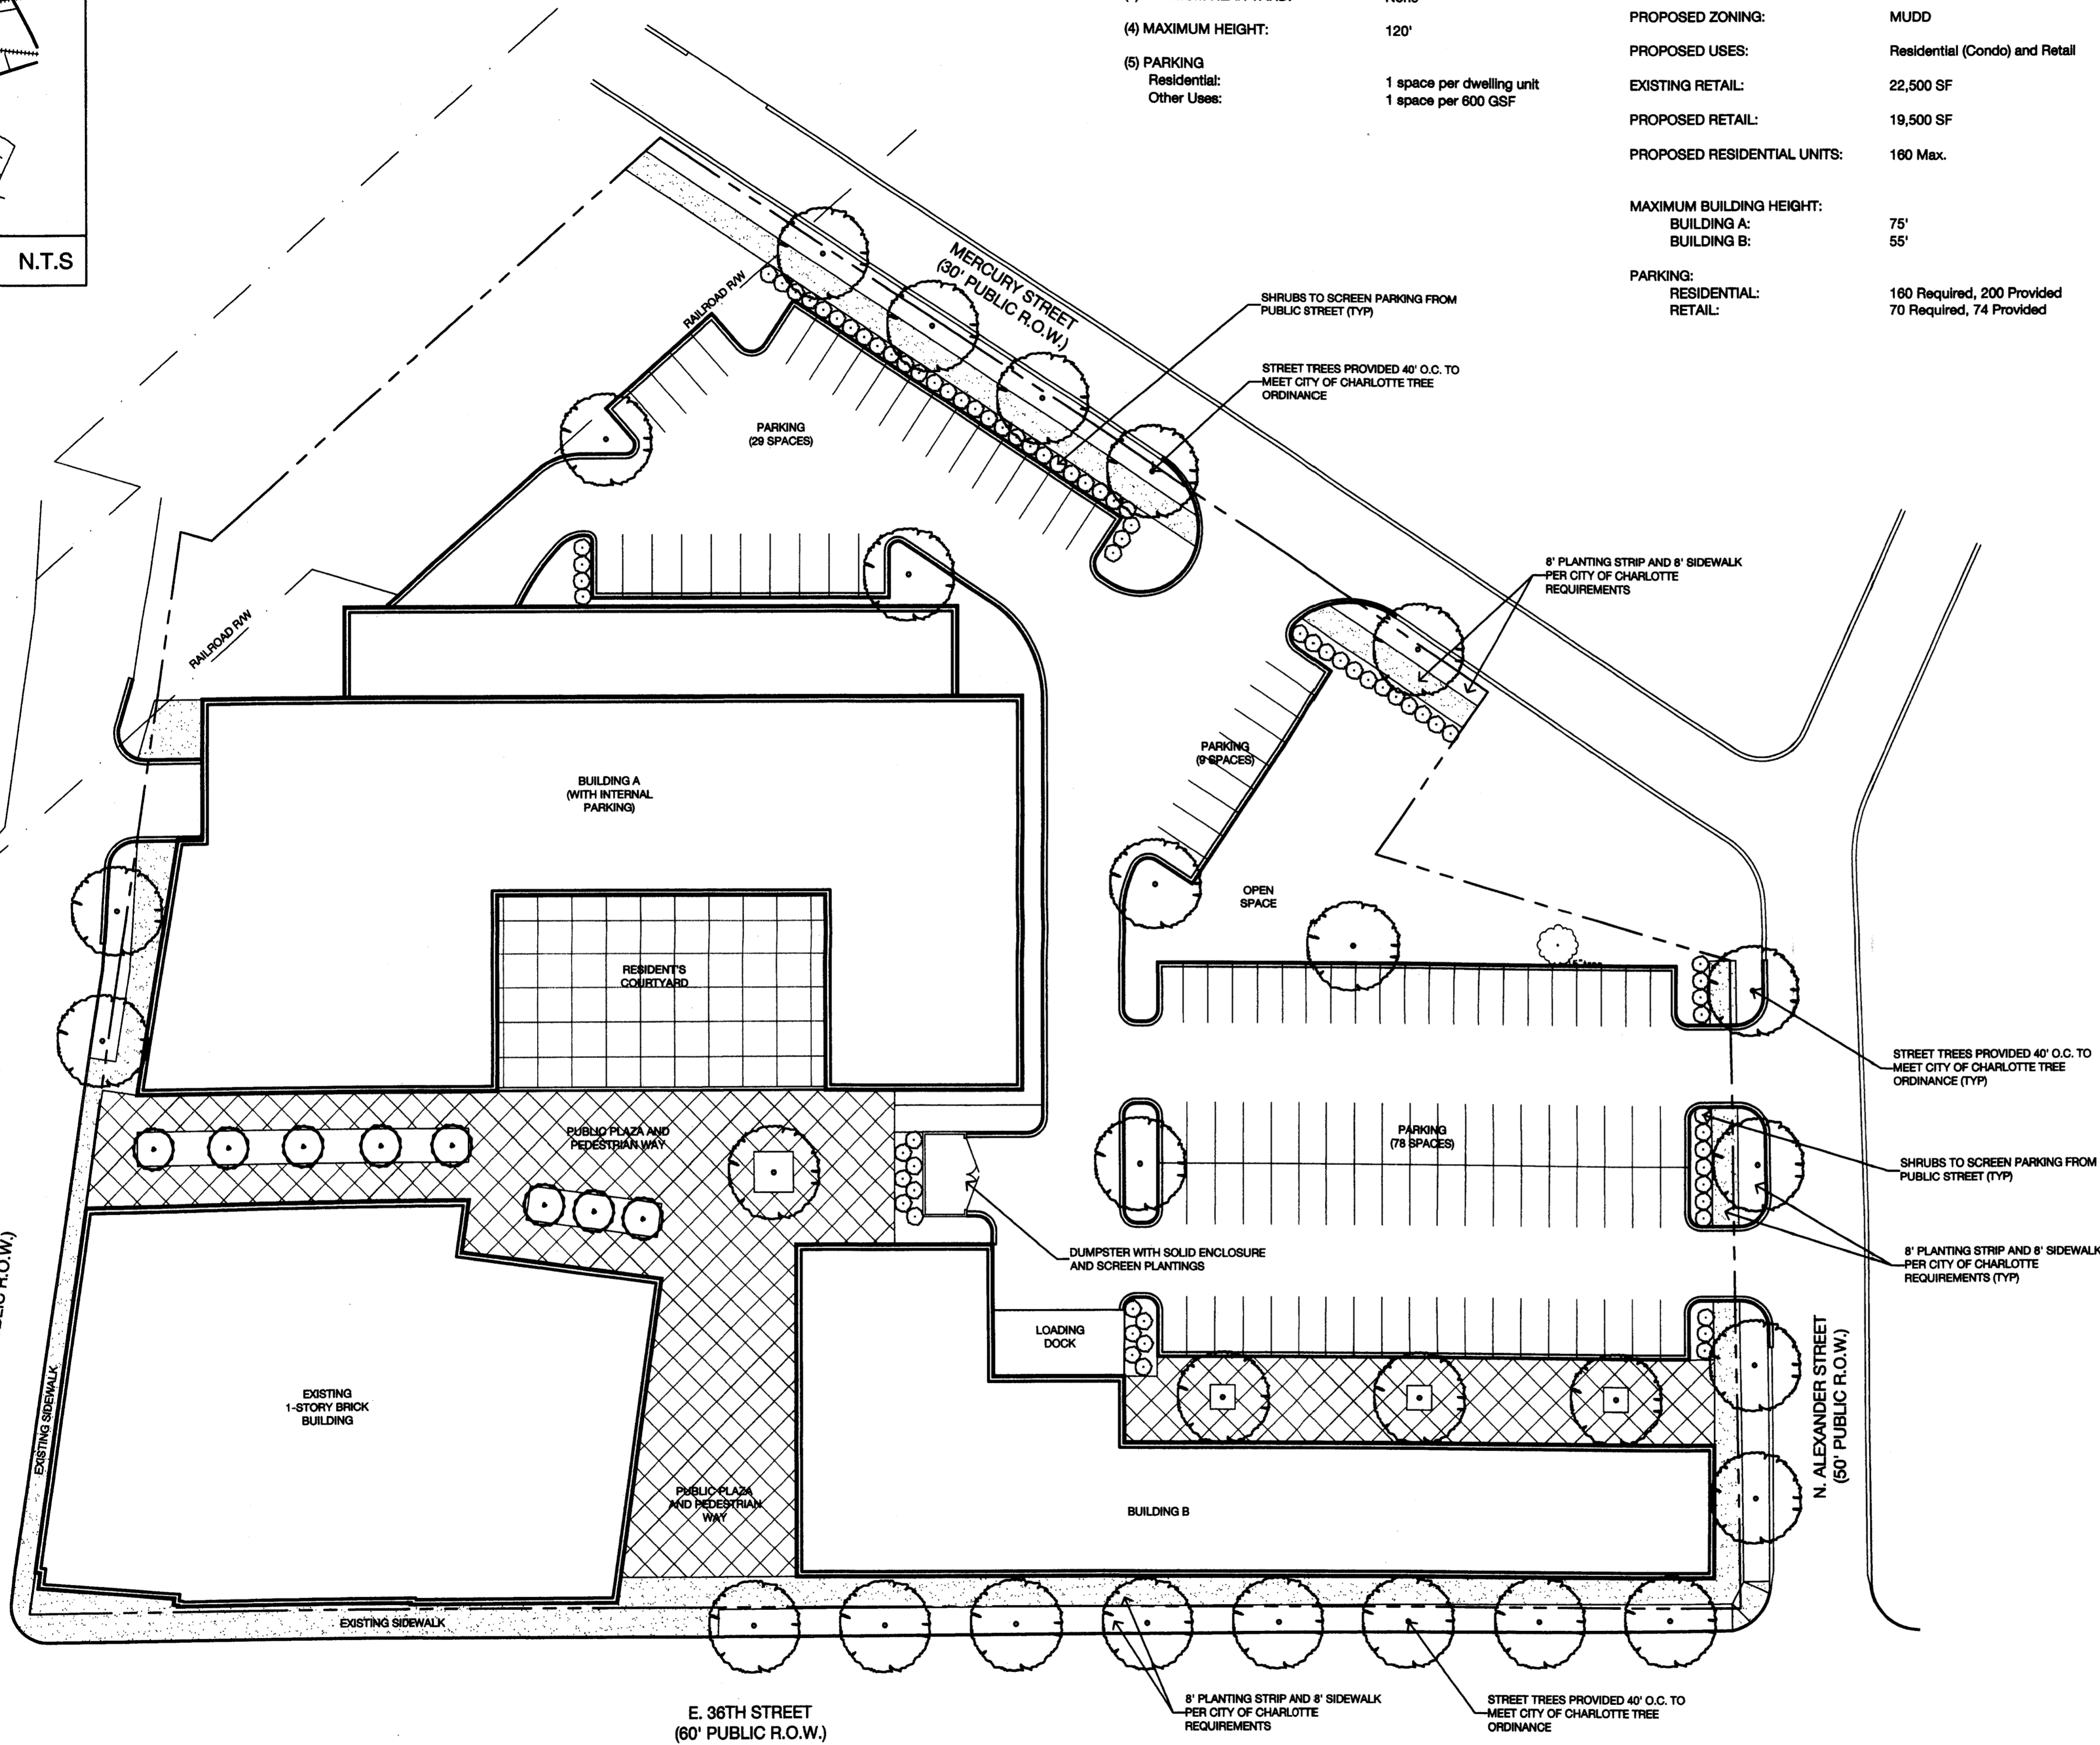 N.T.S
None
(4) MAXIMUM HEIGHT: 120'
(5) PARKING
Residential: 1 space per dwelling unit
Other Uses: 1 space per 600 GSF
PROPOSED ZONING: MUDD
PROPOSED USES: Residential (Condo) and Retail
EXISTING RETAIL: 22,500 SF
PROPOSED RETAIL: 19,500 SF
PROPOSED RESIDENTIAL UNITS: 160 Max.
MAXIMUM BUILDING HEIGHT:
BUILDING A: 75'
BUILDING B: 55'
PARKING:
RESIDENTIAL: 160 Required, 200 Provided
RETAIL: 70 Required, 74 Provided
MERCURY STREET
(30' PUBLIC R.O.W.)
RAILROAD R/W
SHRUBS TO SCREEN PARKING FROM
PUBLIC STREET (TYP)
STREET TREES PROVIDED 40' O.C. TO
MEET CITY OF CHARLOTTE TREE
ORDINANCE
PARKING
(29 SPACES)
8' PLANTING STRIP AND 8' SIDEWALK
PER CITY OF CHARLOTTE
REQUIREMENTS
RAILROAD R/W
PARKING
(9 SPACES)
BUILDING A
(WITH INTERNAL
PARKING)
OPEN
SPACE
RESIDENT'S
COURTYARD
STREET TREES PROVIDED 40' O.C. TO
MEET CITY OF CHARLOTTE TREE
ORDINANCE (TYP)
PUBLIC PLAZA AND
PEDESTRIAN WAY
PARKING
(78 SPACES)
SHRUBS TO SCREEN PARKING FROM
PUBLIC STREET (TYP)
DUMPSTER WITH SOLID ENCLOSURE
AND SCREEN PLANTINGS
8' PLANTING STRIP AND 8' SIDEWALK
PER CITY OF CHARLOTTE
REQUIREMENTS (TYP)
R.O.W.)
LOADING
DOCK
EXISTING SIDEWALK
EXISTING
1-STORY BRICK
BUILDING
N. ALEXANDER STREET
(50' PUBLIC R.O.W.)
PUBLIC PLAZA
AND PEDESTRIAN
WAY
BUILDING B
EXISTING SIDEWALK
E. 36TH STREET
(60' PUBLIC R.O.W.)
8' PLANTING STRIP AND 8' SIDEWALK
PER CITY OF CHARLOTTE
REQUIREMENTS
STREET TREES PROVIDED 40' O.C. TO
MEET CITY OF CHARLOTTE TREE
ORDINANCE